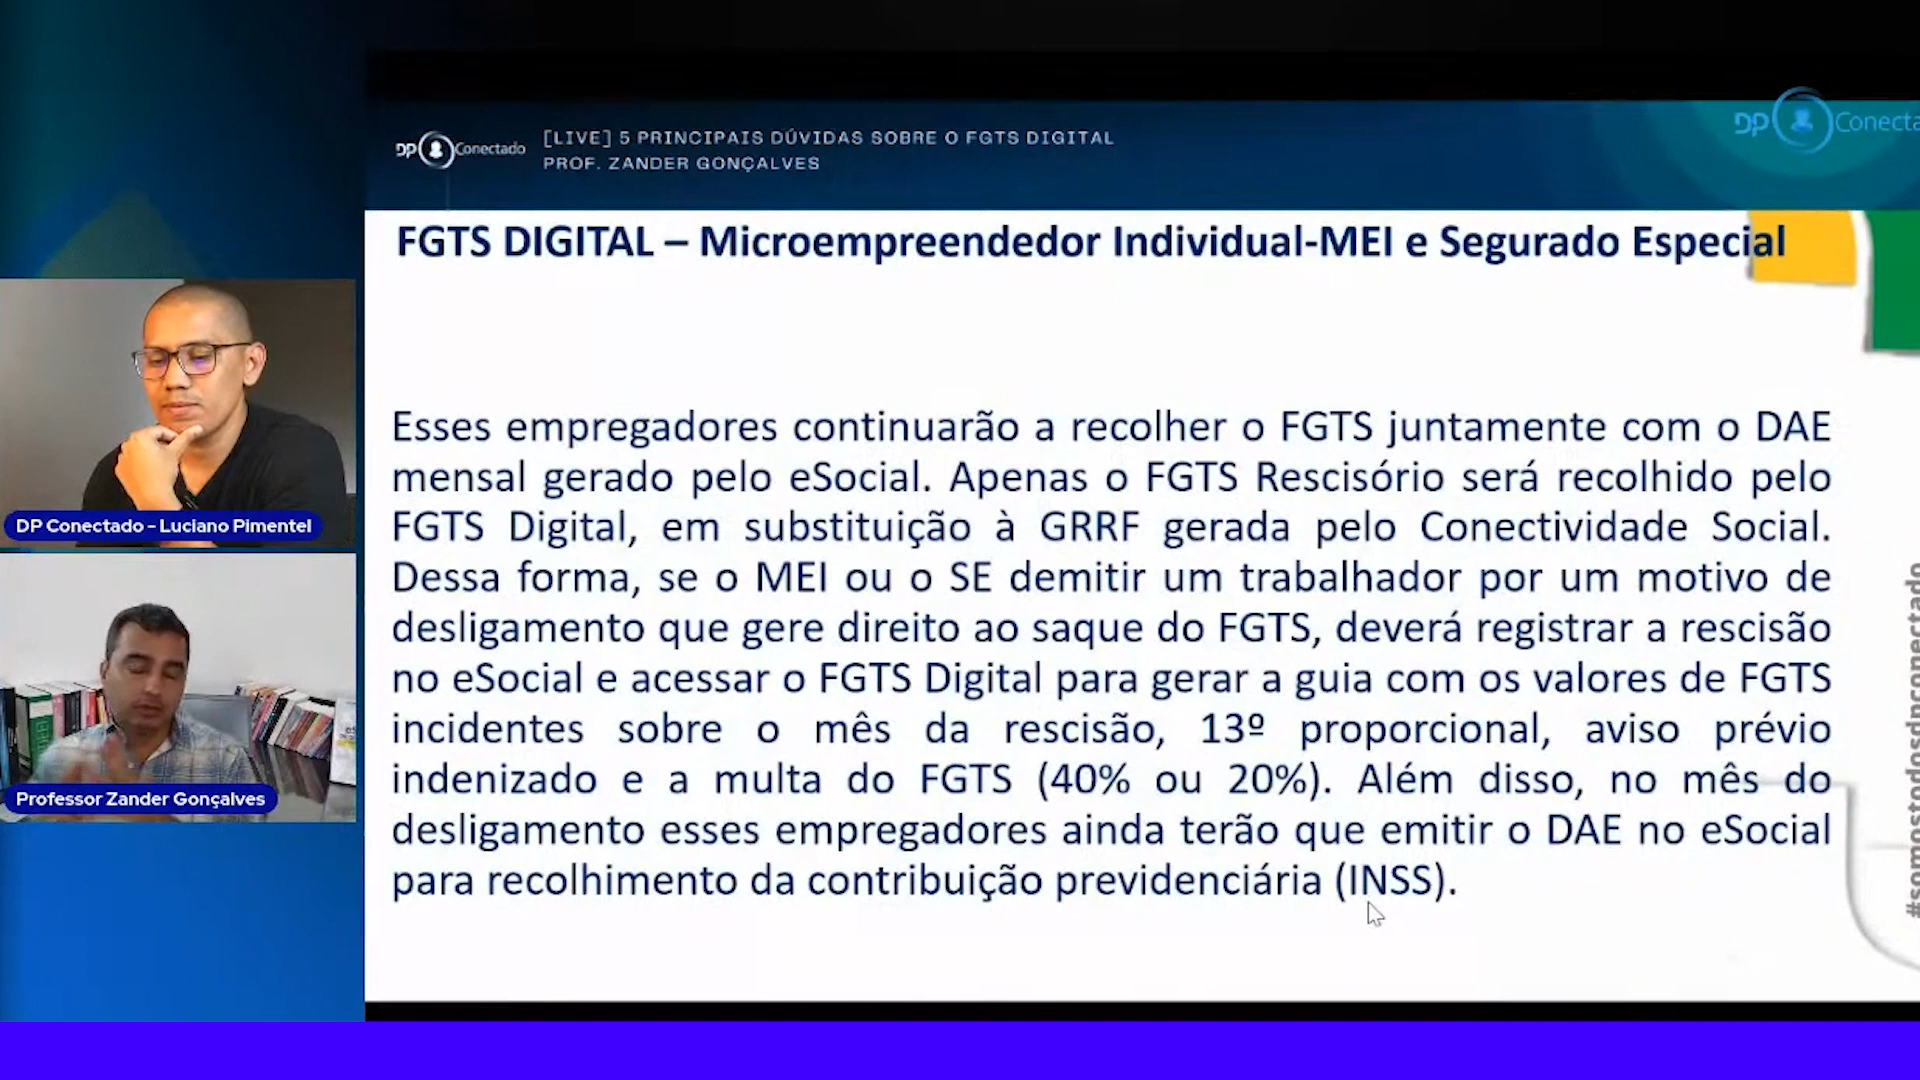 DP Conectado
[LIVE] 5 PRINCIPAIS DÚVIDAS SOBRE O FGTS DIGITAL
PROF. ZANDER GONÇALVES
DP Conecta
FGTS DIGITAL – Microempreendedor Individual-MEI e Segurado Especial
Esses empregadores continuarão a recolher o FGTS juntamente com o DAE
mensal gerado pelo eSocial. Apenas o FGTS Rescisório será recolhido pelo
FGTS Digital, em substituição à GRRF gerada pelo Conectividade Social.
Dessa forma, se o MEI ou o SE demitir um trabalhador por um motivo de
desligamento que gere direito ao saque do FGTS, deverá registrar a rescisão
no eSocial e acessar o FGTS Digital para gerar a guia com os valores de FGTS
incidentes sobre o mês da rescisão, 13º proporcional, aviso prévio
indenizado e a multa do FGTS (40% ou 20%). Além disso, no mês do
desligamento esses empregadores ainda terão que emitir o DAE no eSocial
para recolhimento da contribuição previdenciária (INSS).
#somostodosdpconectado
DP Conectado - Luciano Pimentel
Professor Zander Gonçalves